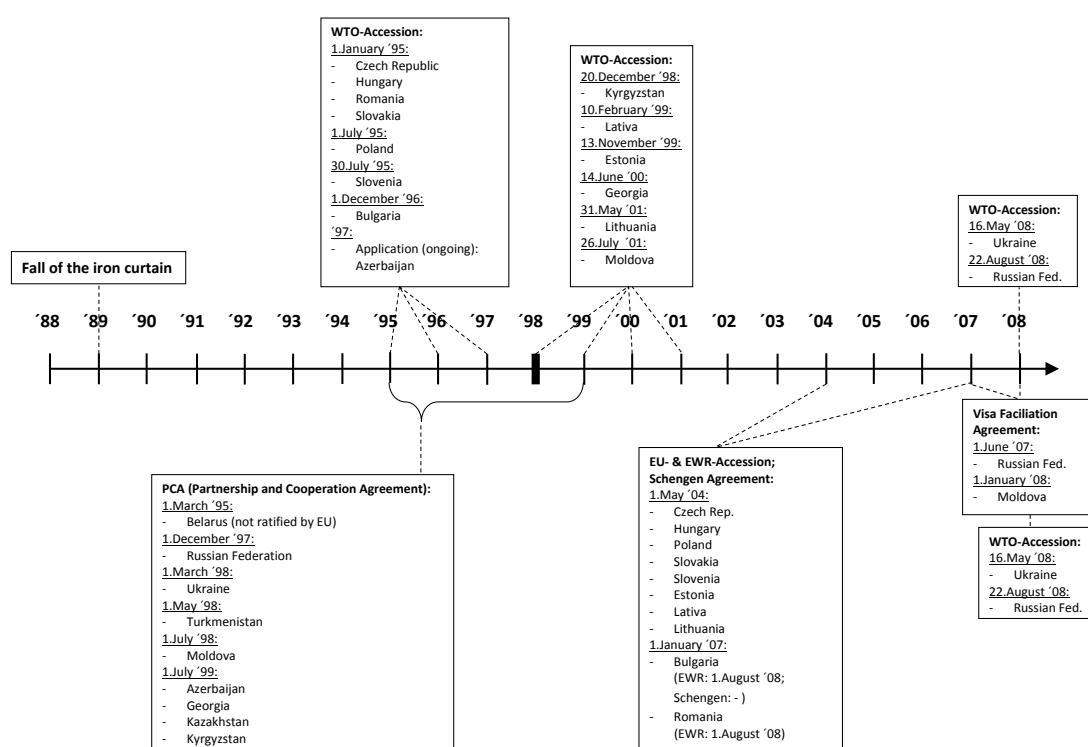 WTO-Accession:
1.January ´95:
- Czech Republic
- Hungary
- Romania
- Slovakia
1.July ´95:
- Poland
30.July ´95:
- Slovenia
1.December ´96:
- Bulgaria
´97:
- Application (ongoing):
Azerbaijan
WTO-Accession:
20.December ´98:
- Kyrgyzstan
10.February ´99:
- Lativa
13.November ´99:
- Estonia
14.June ´00:
- Georgia
31.May ´01:
- Lithuania
26.July ´01:
- Moldova
WTO-Accession:
16.May ´08:
- Ukraine
22.August ´08:
- Russian Fed.
Fall of the iron curtain
´88 ´89 ´90 ´91 ´92 ´93 ´94 ´95 ´96 ´97 ´98 ´99 ´00 ´01 ´02 ´03 ´04 ´05 ´06 ´07 ´08
PCA (Partnership and Cooperation Agreement):
1.March ´95:
- Belarus (not ratified by EU)
1.December ´97:
- Russian Federation
1.March ´98:
- Ukraine
1.May ´98:
- Turkmenistan
1.July ´98:
- Moldova
1.July ´99:
- Azerbaijan
- Georgia
- Kazakhstan
- Kyrgyzstan
EU- & EWR-Accession;
Schengen Agreement:
1.May ´04:
- Czech Rep.
- Hungary
- Poland
- Slovakia
- Slovenia
- Estonia
- Lativa
- Lithuania
1.January ´07:
- Bulgaria
(EWR: 1.August ´08;
Schengen: - )
- Romania
(EWR: 1.August ´08)
Visa Faciliation
Agreement:
1.June ´07:
- Russian Fed.
1.January ´08:
- Moldova
WTO-Accession:
16.May ´08:
- Ukraine
22.August ´08:
- Russian Fed.